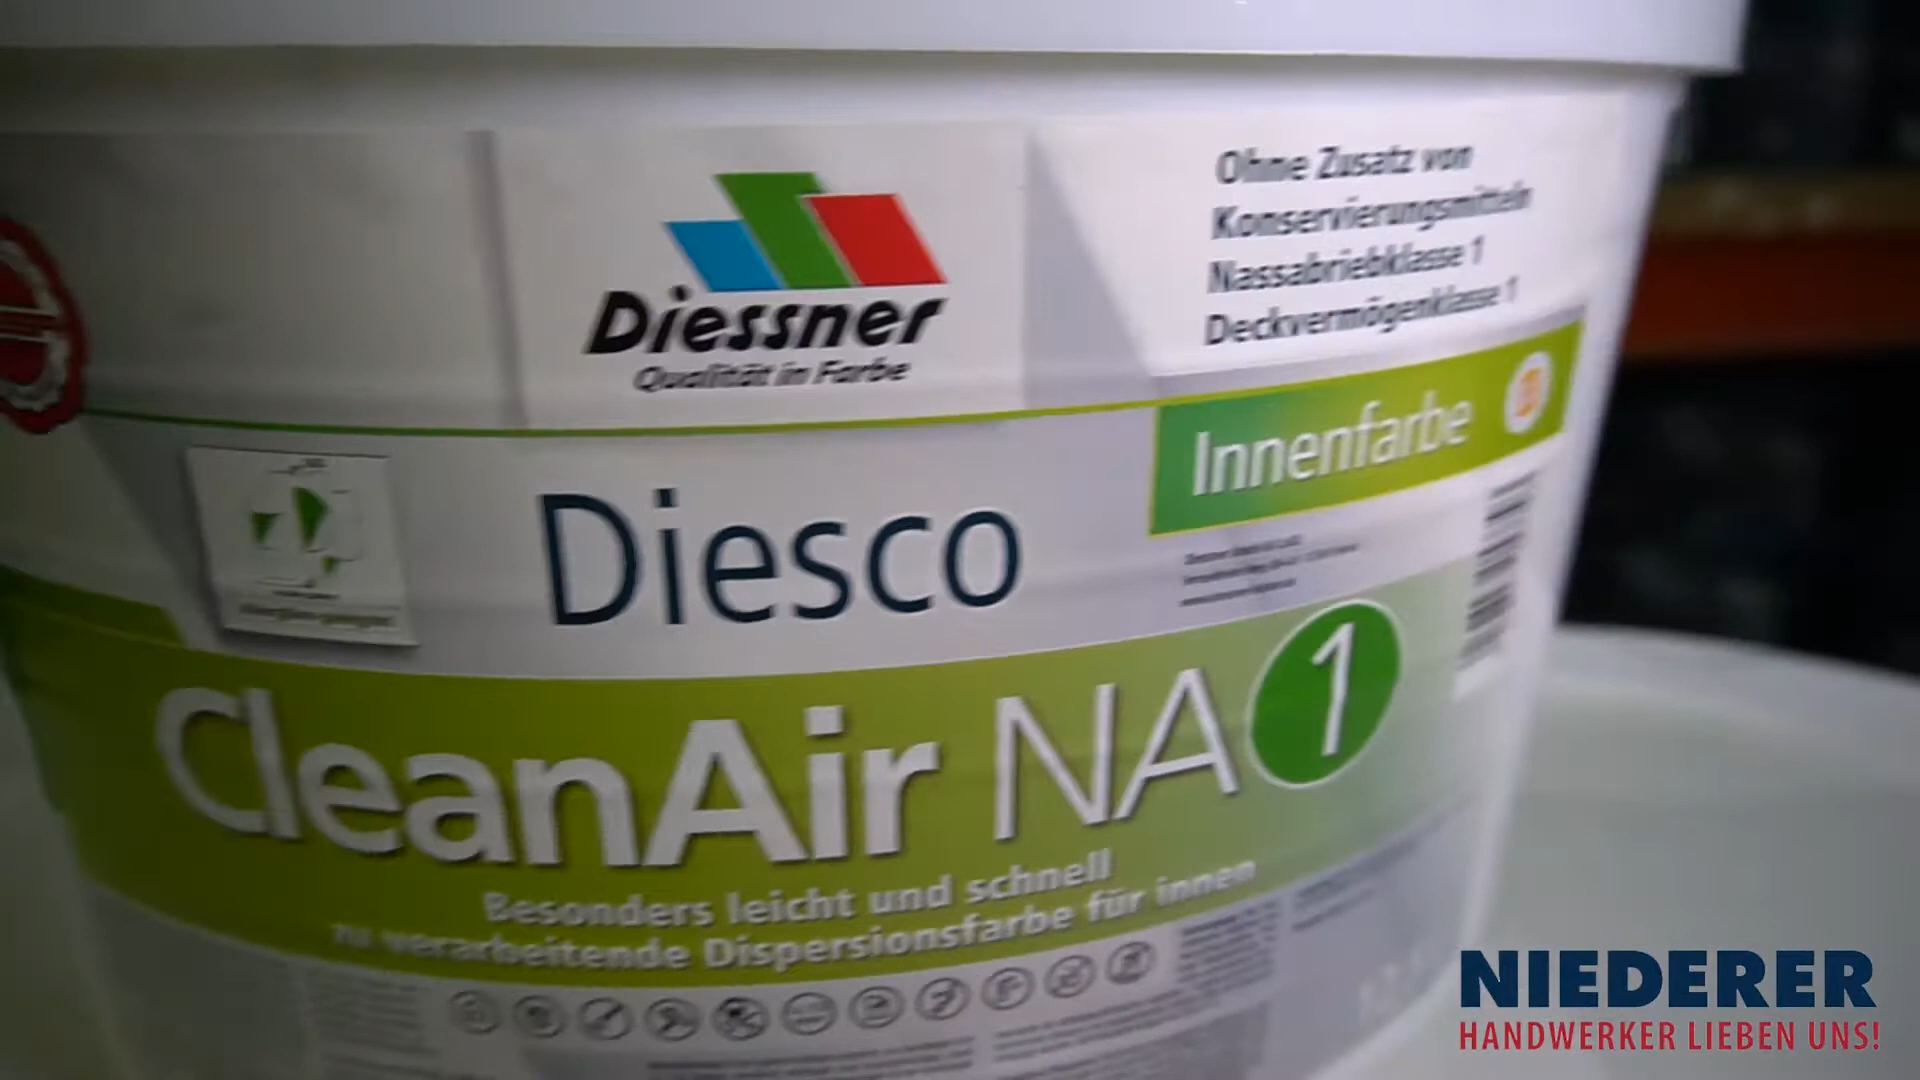 Diessner
Qualität in Farbe
Ohne Zusatz von
Konservierungsmitteln
Nassabriebklasse 1
Deckvermögenklasse 1
Innenfarbe
Diesco
CleanAir NA 1
Besonders leicht und schnell
zu verarbeitende Dispersionsfarbe für innen
NIEDERER
HANDWERKER LIEBEN UNS!